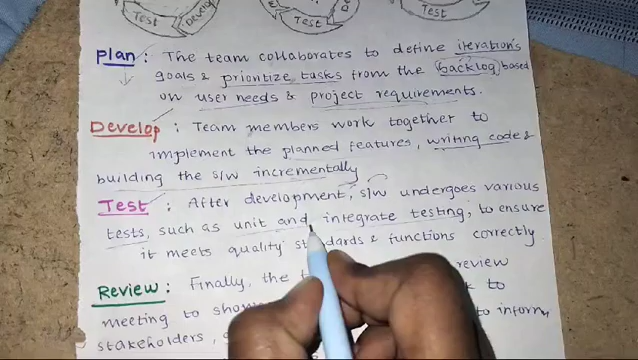 Test
Develop
Test
Test
Plan : The team collaborates to define iteration's
goals & prioritize tasks from the (backlog) based
on user needs & project requirements.
Develop : Team members work together to
implement the planned features, writing code &
building the s/w incrementally
Test : After development, s/w undergoes various
tests, such as unit and integrate testing, to ensure
it meets quality standards & functions correctly
Review : Finally, the review
meeting to to
stakeholders, to inform